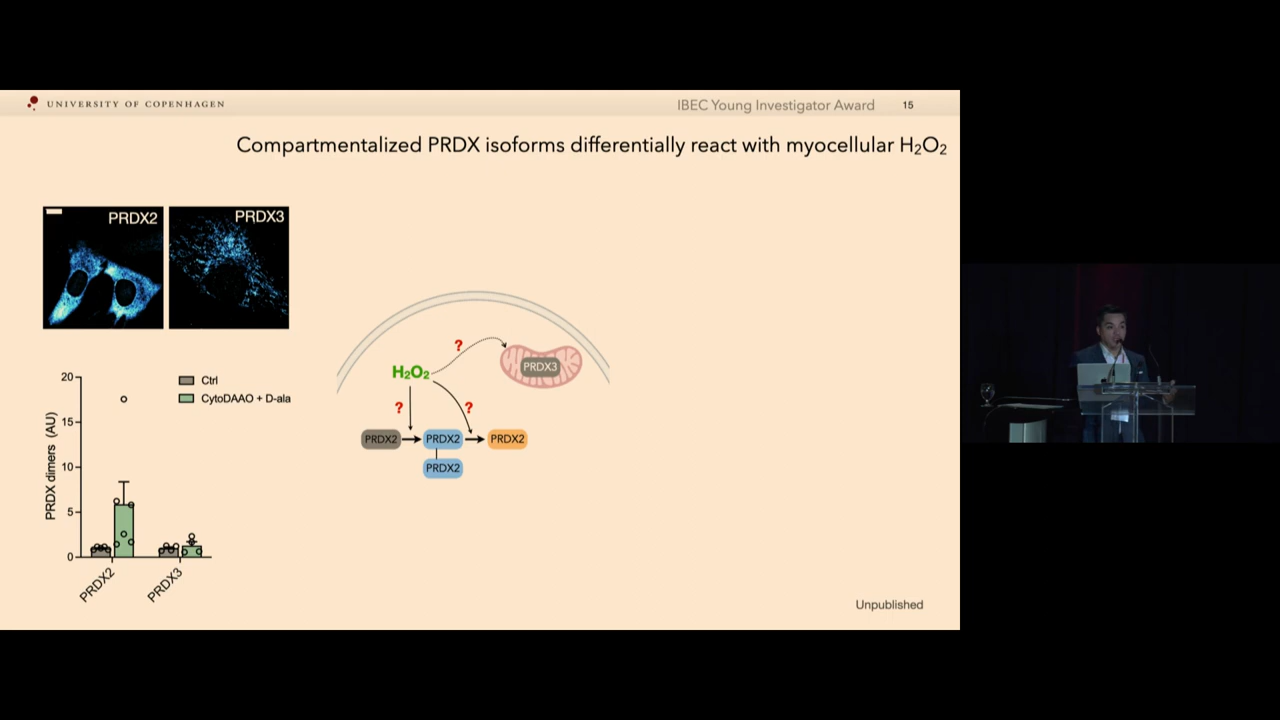 UNIVERSITY OF COPENHAGEN
IBEC Young Investigator Award 15
Compartmentalized PRDX isoforms differentially react with myocellular H₂O₂
PRDX2
PRDX3
?
H₂O₂
PRDX3
?
?
PRDX2
PRDX2
PRDX2
PRDX2
Ctrl
CytoDAAO + D-ala
PRDX dimers (AU)
20
15
10
5
0
PRDX2
PRDX3
Unpublished